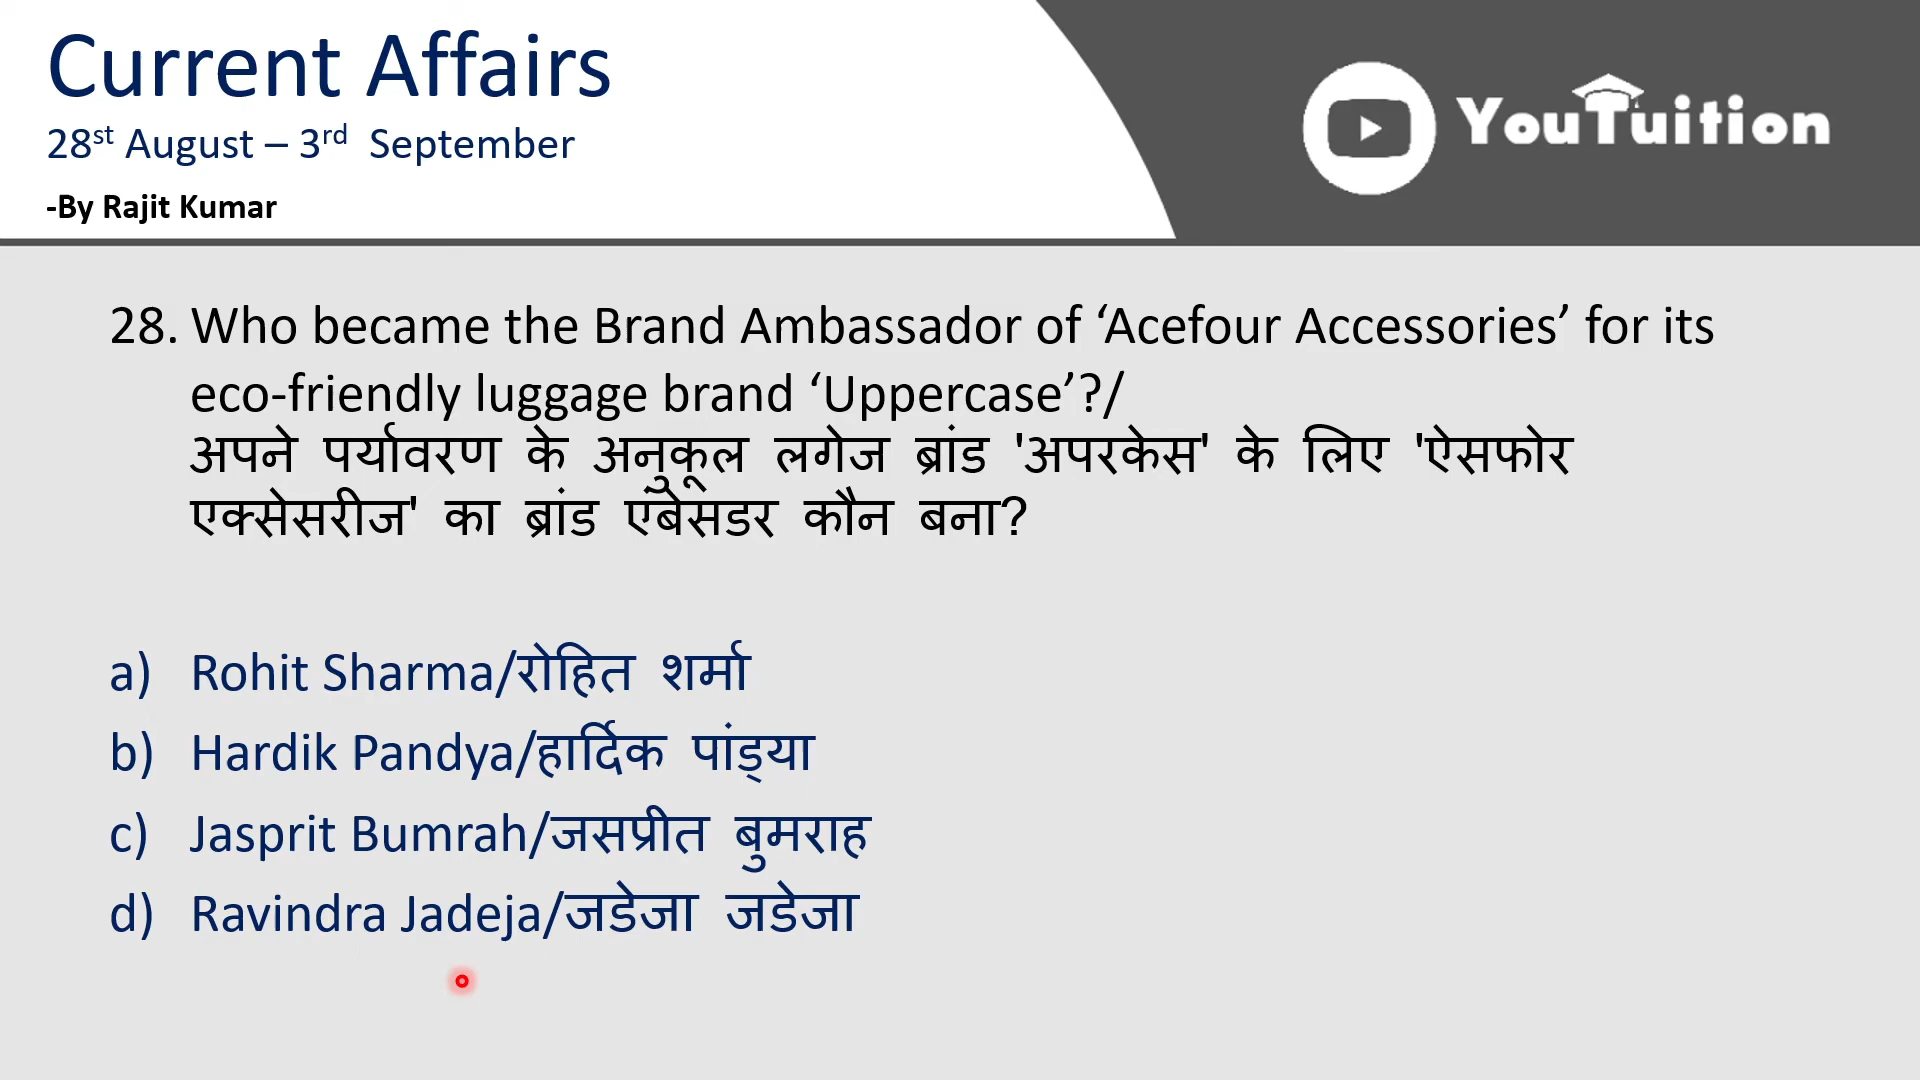 Current Affairs
28st August – 3rd September
-By Rajit Kumar
YouTuition
28. Who became the Brand Ambassador of ‘Acefour Accessories’ for its
eco-friendly luggage brand ‘Uppercase’?/
अपने पर्यावरण के अनुकूल लगेज ब्रांड 'अपरकेस' के लिए 'ऐसफोर
एक्सेसरीज' का ब्रांड एंबेसडर कौन बना?
a) Rohit Sharma/रोहित शर्मा
b) Hardik Pandya/हार्दिक पांड्या
c) Jasprit Bumrah/जसप्रीत बुमराह
d) Ravindra Jadeja/जडेजा जडेजा